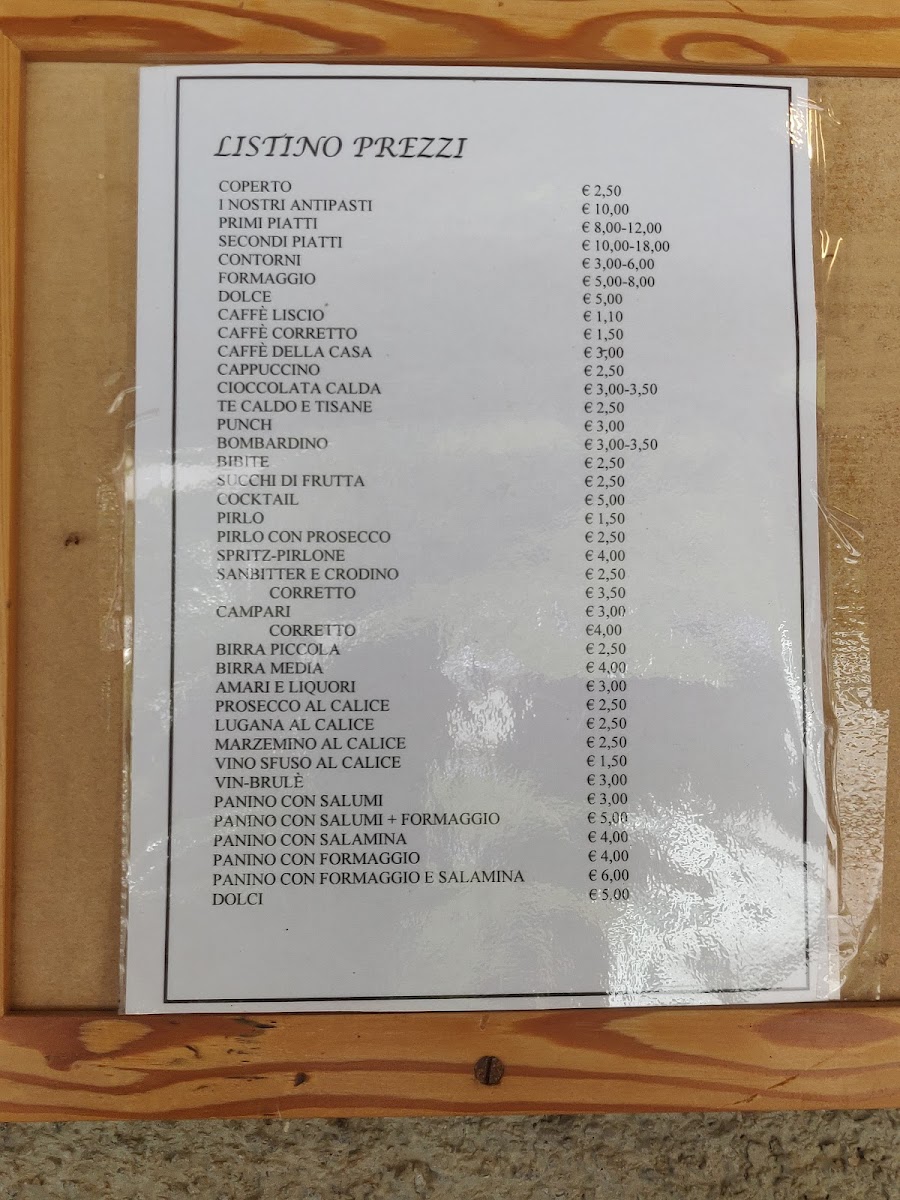 LISTINO PREZZI
COPERTO € 2,50
I NOSTRI ANTIPASTI € 10,00
PRIMI PIATTI € 8,00-12,00
SECONDI PIATTI € 10,00-18,00
CONTORNI € 3,00-6,00
FORMAGGIO € 5,00-8,00
DOLCE € 5,00
CAFFÈ LISCIO € 1,10
CAFFÈ CORRETTO € 1,50
CAFFÈ DELLA CASA € 3,00
CAPPUCCINO € 2,50
CIOCCOLATA CALDA € 3,00-3,50
TE CALDO E TISANE € 2,50
PUNCH € 3,00
BOMBARDINO € 3,00-3,50
BIBITE € 2,50
SUCCHI DI FRUTTA € 2,50
COCKTAIL € 5,00
PIRLO € 1,50
PIRLO CON PROSECCO € 2,50
SPRITZ-PIRLONE € 4,00
SANBITTER E CRODINO € 2,50
CORRETTO € 3,50
CAMPARI € 3,00
CORRETTO €4,00
BIRRA PICCOLA € 2,50
BIRRA MEDIA € 4,00
AMARI E LIQUORI € 3,00
PROSECCO AL CALICE € 2,50
LUGANA AL CALICE € 2,50
MARZEMINO AL CALICE € 2,50
VINO SFUSO AL CALICE € 1,50
VIN-BRULÈ € 3,00
PANINO CON SALUMI € 3,00
PANINO CON SALUMI + FORMAGGIO € 5,00
PANINO CON SALAMINA € 4,00
PANINO CON FORMAGGIO € 4,00
PANINO CON FORMAGGIO E SALAMINA € 6,00
DOLCI € 5,00